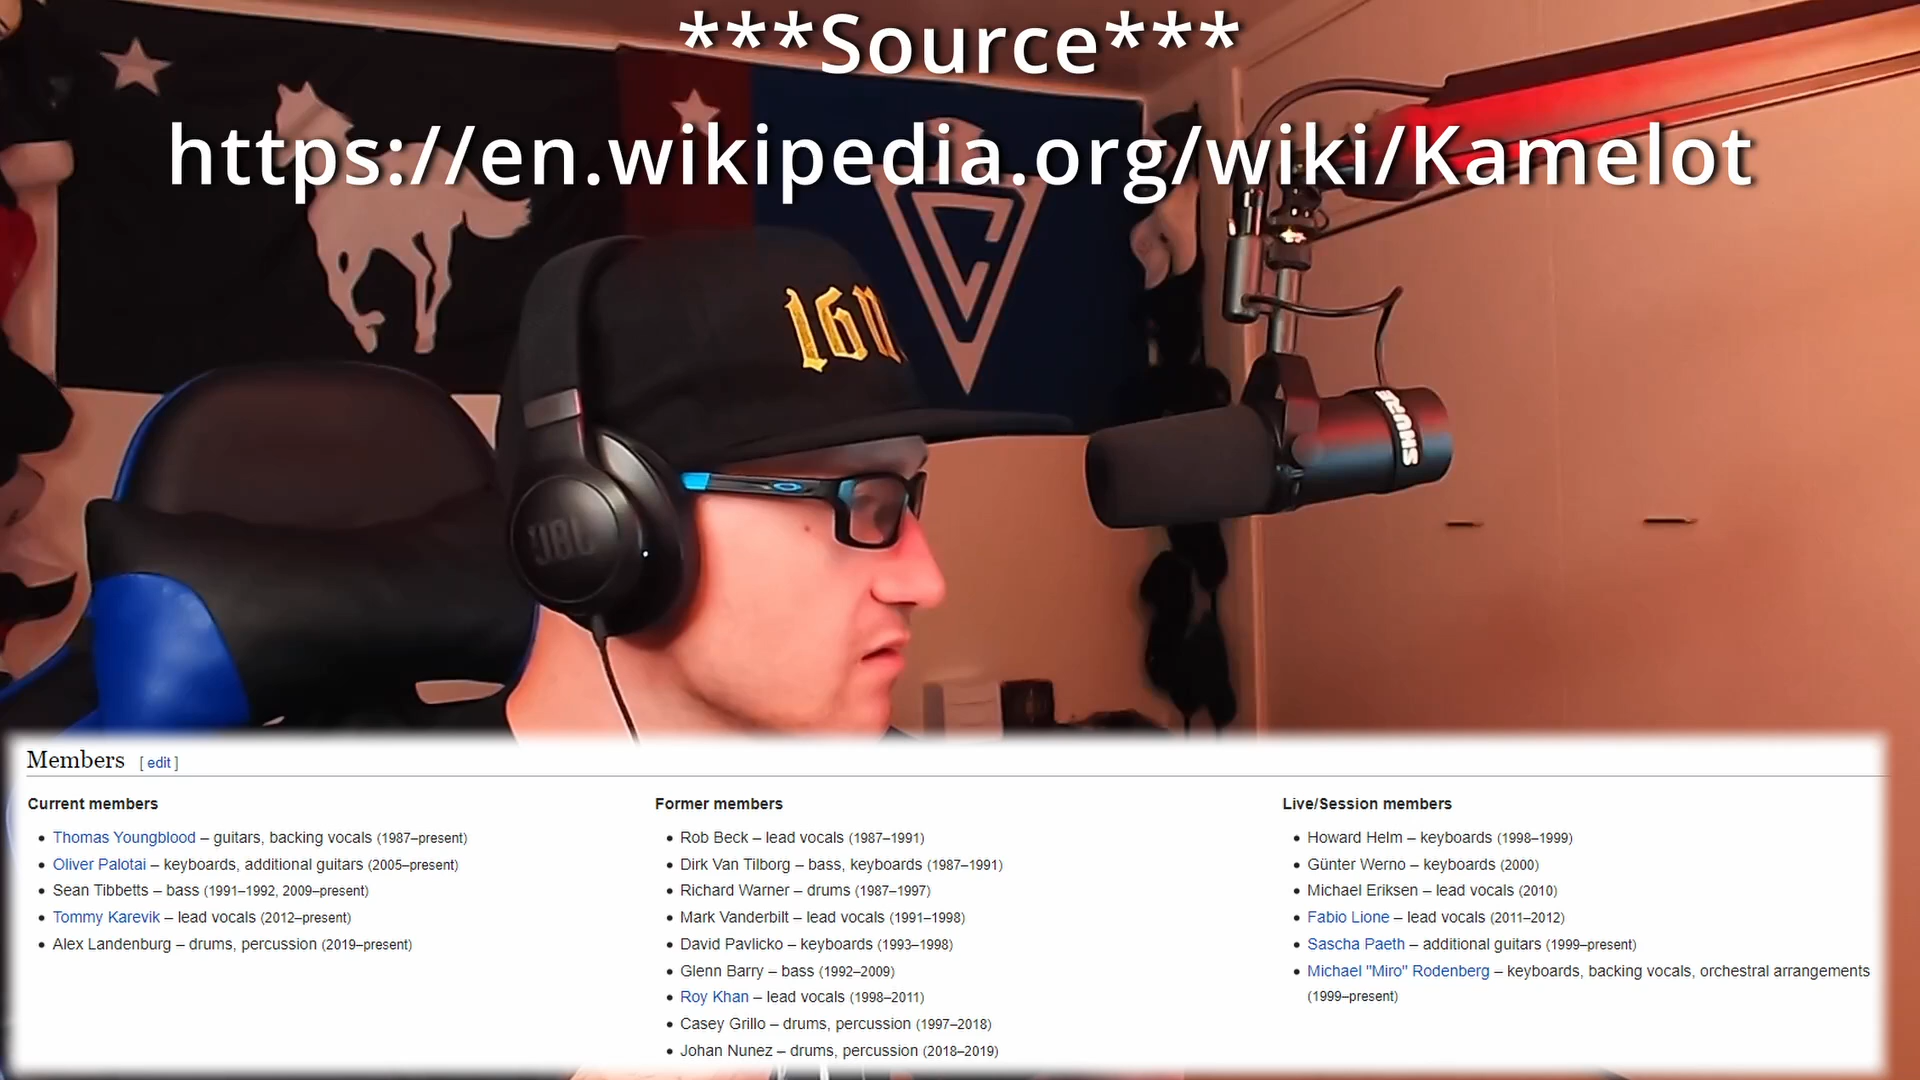 ***Source***
https://en.wikipedia.org/wiki/Kamelot
SHURE
JBL
Members [ edit ]
Current members
• Thomas Youngblood – guitars, backing vocals (1987–present)
• Oliver Palotai – keyboards, additional guitars (2005–present)
• Sean Tibbetts – bass (1991–1992, 2009–present)
• Tommy Karevik – lead vocals (2012–present)
• Alex Landenburg – drums, percussion (2019–present)
Former members
• Rob Beck – lead vocals (1987–1991)
• Dirk Van Tilborg – bass, keyboards (1987–1991)
• Richard Warner – drums (1987–1997)
• Mark Vanderbilt – lead vocals (1991–1998)
• David Pavlicko – keyboards (1993–1998)
• Glenn Barry – bass (1992–2009)
• Roy Khan – lead vocals (1998–2011)
• Casey Grillo – drums, percussion (1997–2018)
• Johan Nunez – drums, percussion (2018–2019)
Live/Session members
• Howard Helm – keyboards (1998–1999)
• Günter Werno – keyboards (2000)
• Michael Eriksen – lead vocals (2010)
• Fabio Lione – lead vocals (2011–2012)
• Sascha Paeth – additional guitars (1999–present)
• Michael "Miro" Rodenberg – keyboards, backing vocals, orchestral arrangements
(1999–present)